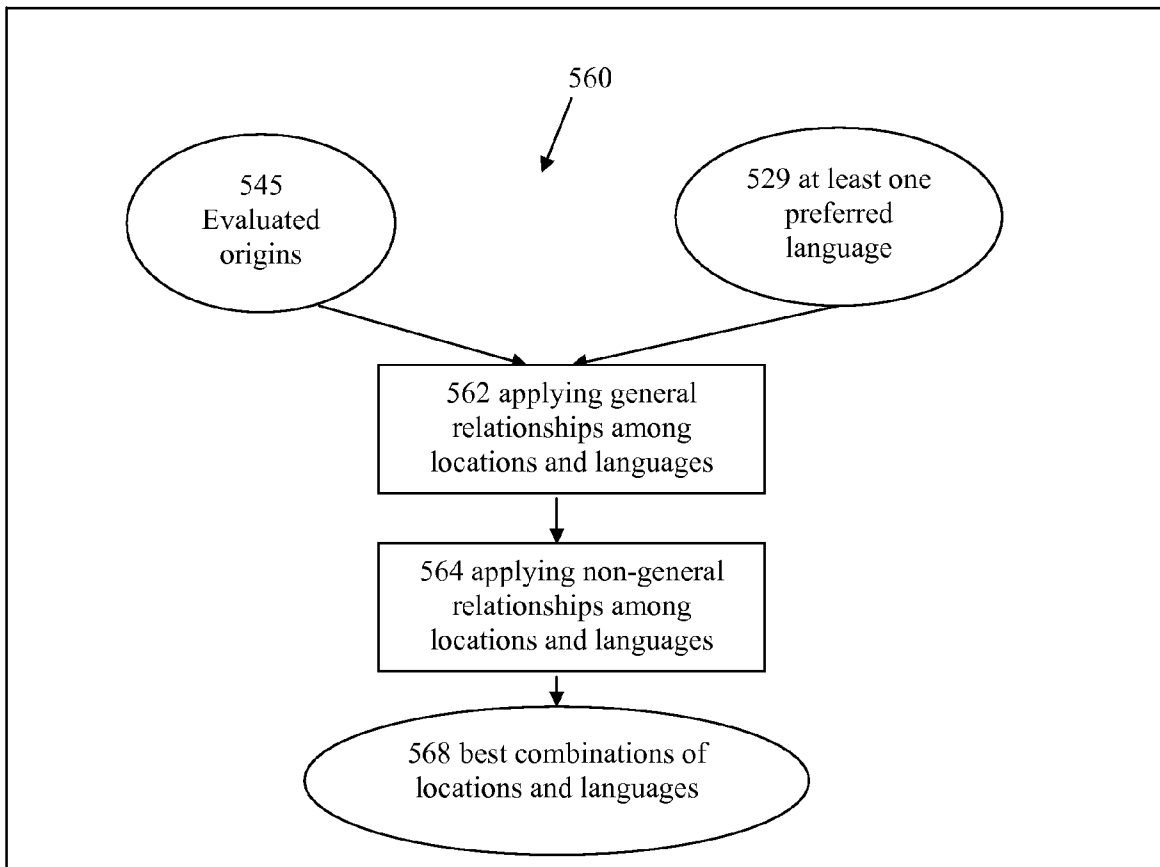 560
545
Evaluated
origins
529 at least one
preferred
language
562 applying general
relationships among
locations and languages
564 applying non-general
relationships among
locations and languages
568 best combinations of
locations and languages